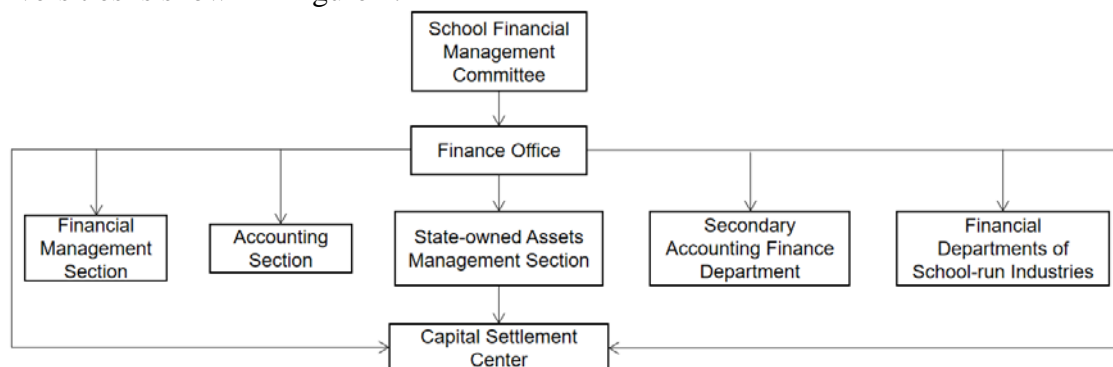 School Financial
Management
Committee
Finance Office
Financial
Management
Section
Accounting
Section
State-owned Assets
Management Section
Secondary
Accounting Finance
Department
Financial
Departments of
School-run Industries
Capital Settlement
Center